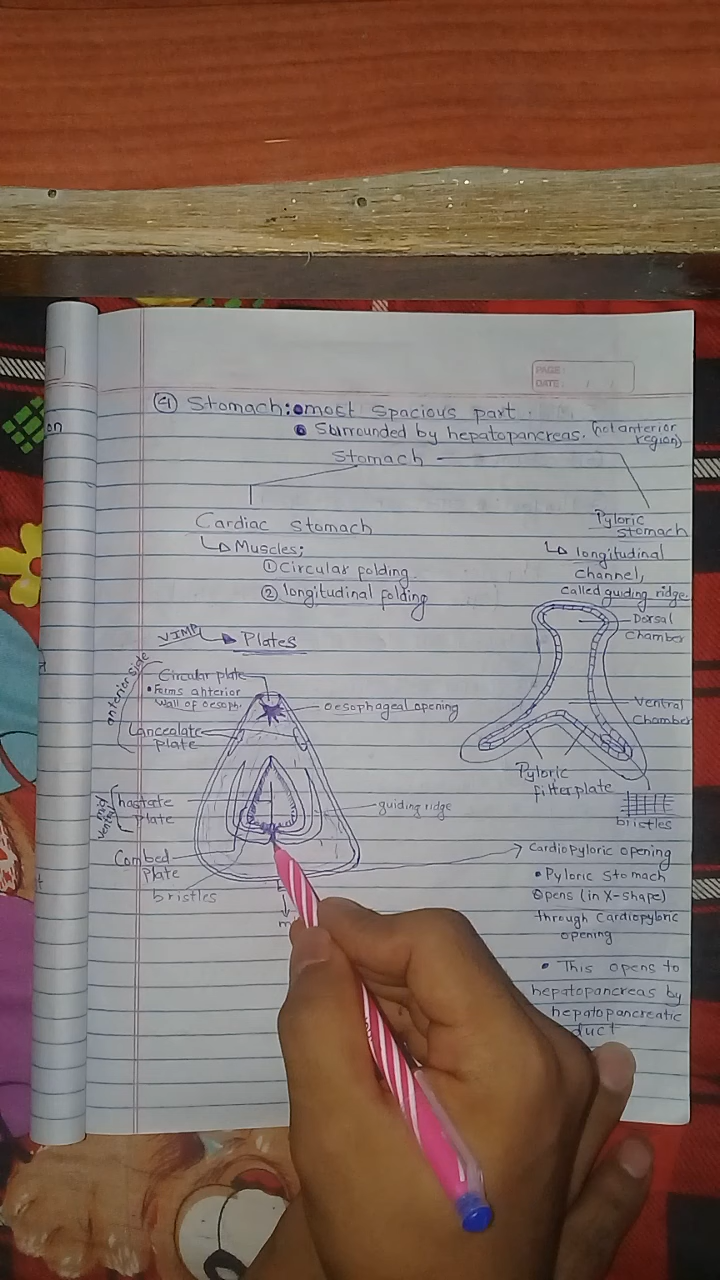 PAGE:
DATE: / /
on
④ Stomach: most spacious part.
Surrounded by hepatopancreas. (not anterior
region)
Stomach
Cardiac stomach
Muscles;
① Circular folding
② longitudinal folding
Pyloric
stomach
longitudinal
channel,
called guiding ridge.
VIMP Plates
anterior side
Circular plate
• Forms anterior
wall of oesoph.
oesophageal opening
Lancealate
plate
mid
ventral
hastate
plate
guiding ridge
Combed
plate
bristles
Dorsal
Chamber
Ventral
Chamber
Pyloric
filterplate
bristles
Cardiopyloric opening
• Pyloric Stomach
Opens (in X-shape)
through Cardiopyloric
opening
• This opens to
hepatopancreas by
hepatopancreatic
duct